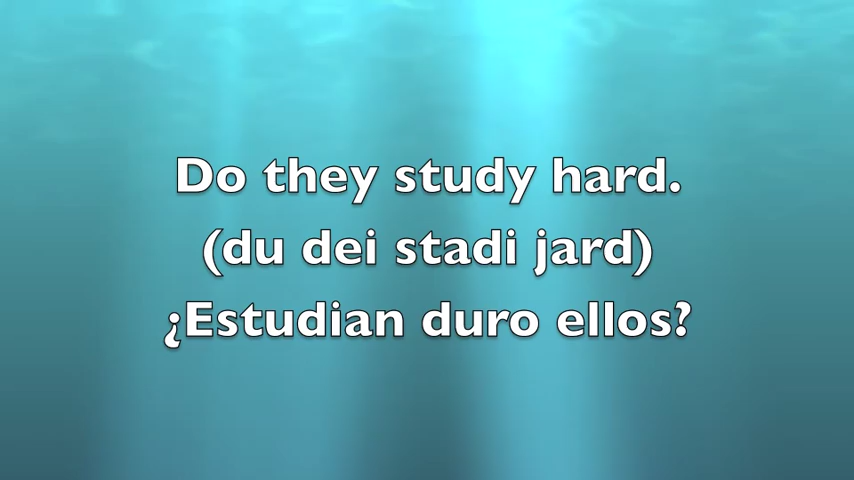 Do they study hard.
(du dei stadi jard)
¿Estudian duro ellos?